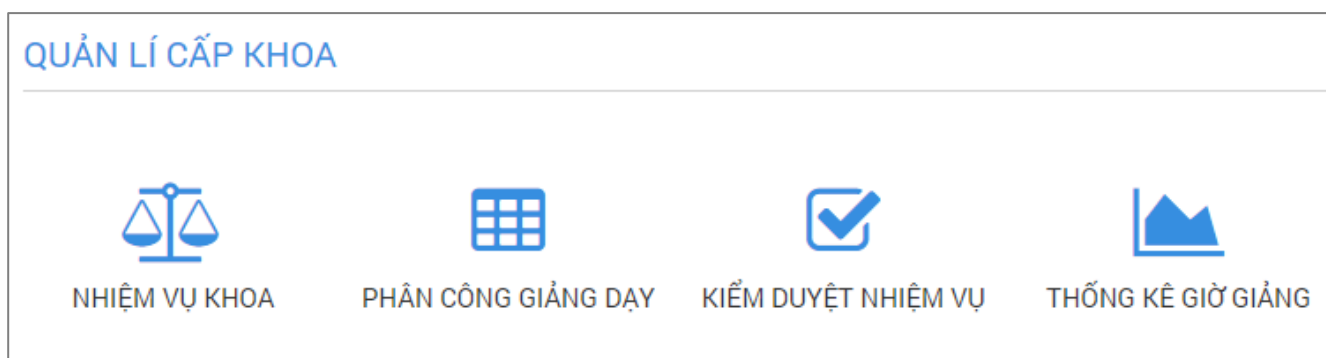 QUẢN LÍ CẤP KHOA
NHIỆM VỤ KHOA PHÂN CÔNG GIẢNG DẠY KIỂM DUYỆT NHIỆM VỤ THỐNG KÊ GIỜ GIẢNG